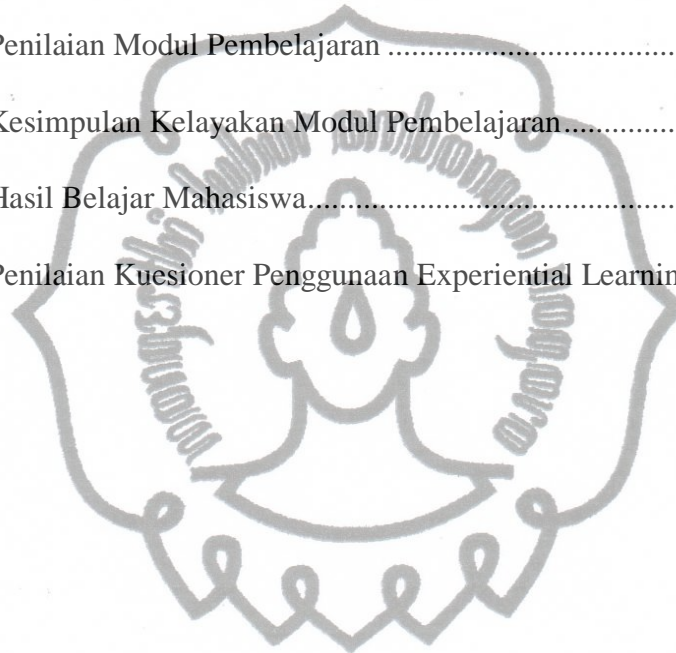 Penilaian Modul Pembelajaran ..................................
Kesimpulan Kelayakan Modul Pembelajaran.............
Hasil Belajar Mahasiswa..........................................
Penilaian Kuesioner Penggunaan Experiential Learnin